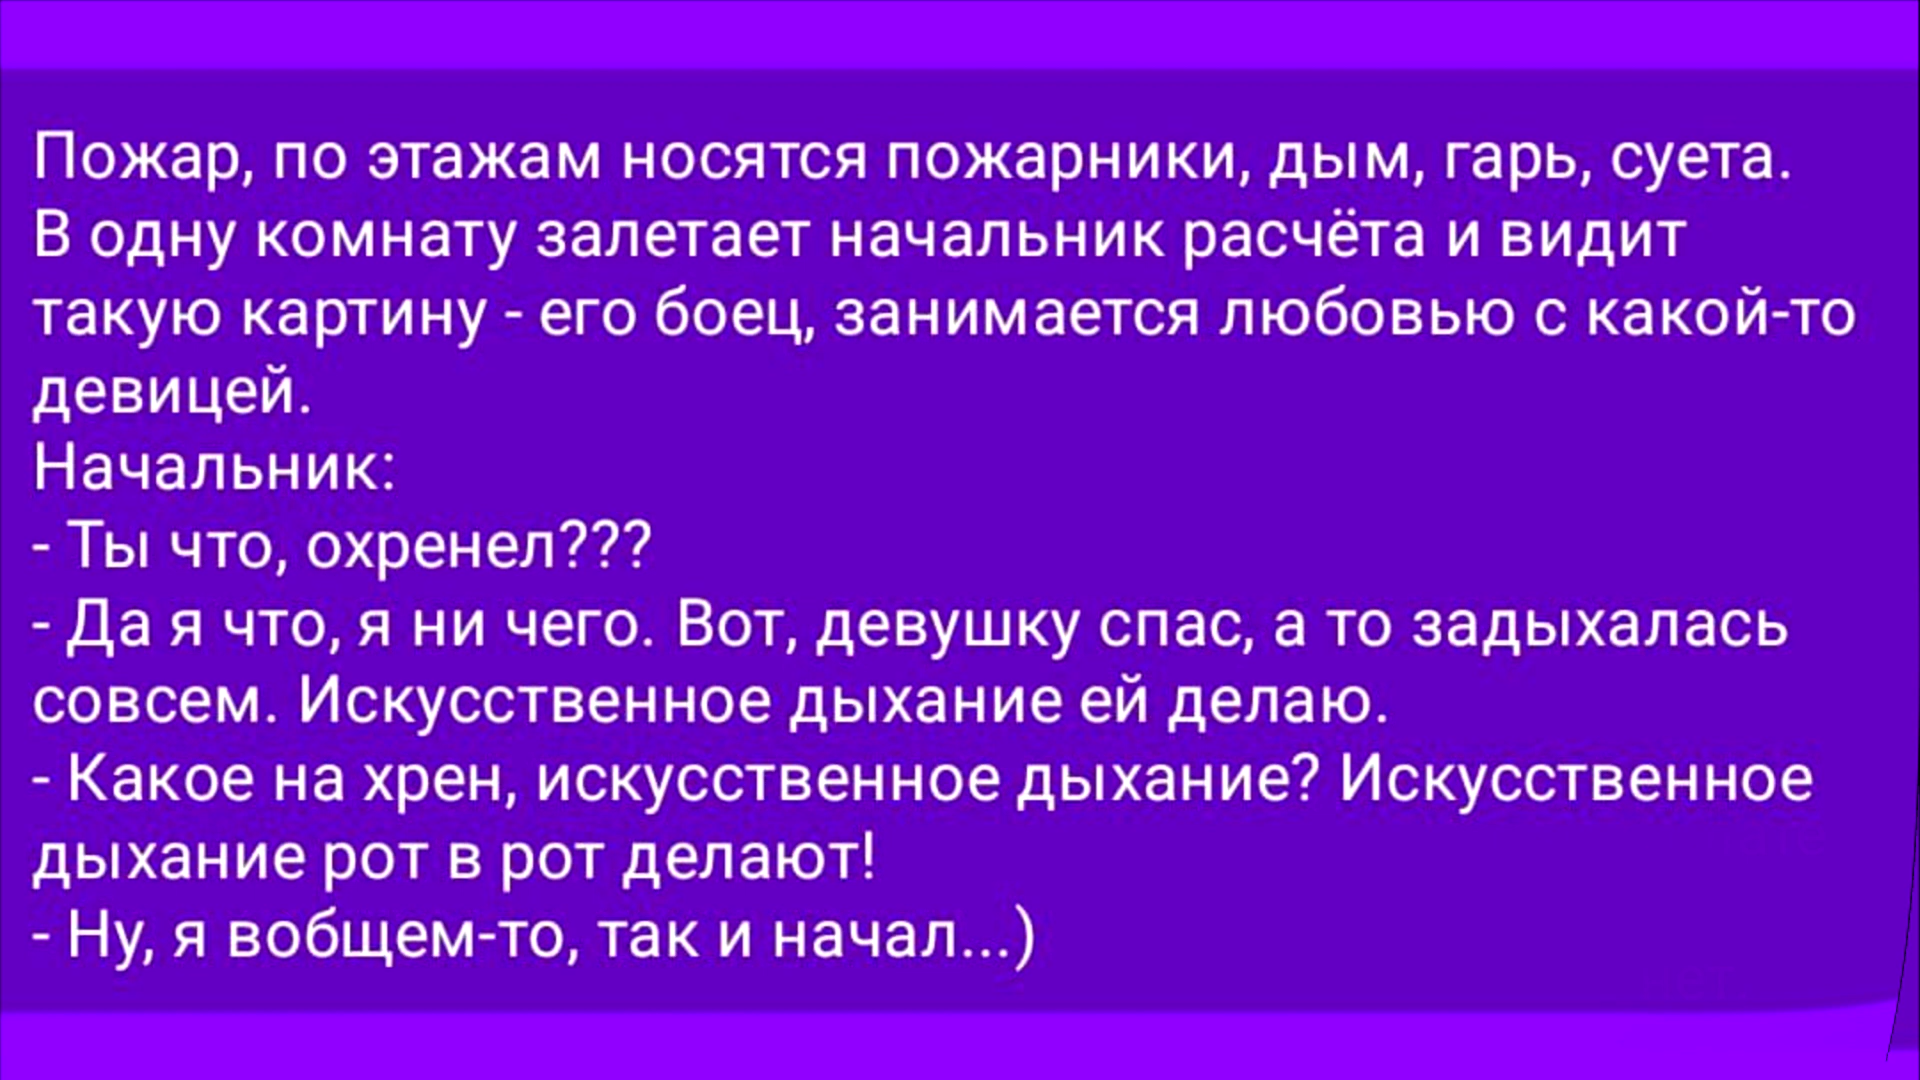 Пожар, по этажам носятся пожарники, дым, гарь, суета.
В одну комнату залетает начальник расчёта и видит
такую картину - его боец, занимается любовью с какой-то
девицей.
Начальник:
- Ты что, охренел???
- Да я что, я ни чего. Вот, девушку спас, а то задыхалась
совсем. Искусственное дыхание ей делаю.
- Какое на хрен, искусственное дыхание? Искусственное
дыхание рот в рот делают!
- Ну, я вобщем-то, так и начал...)